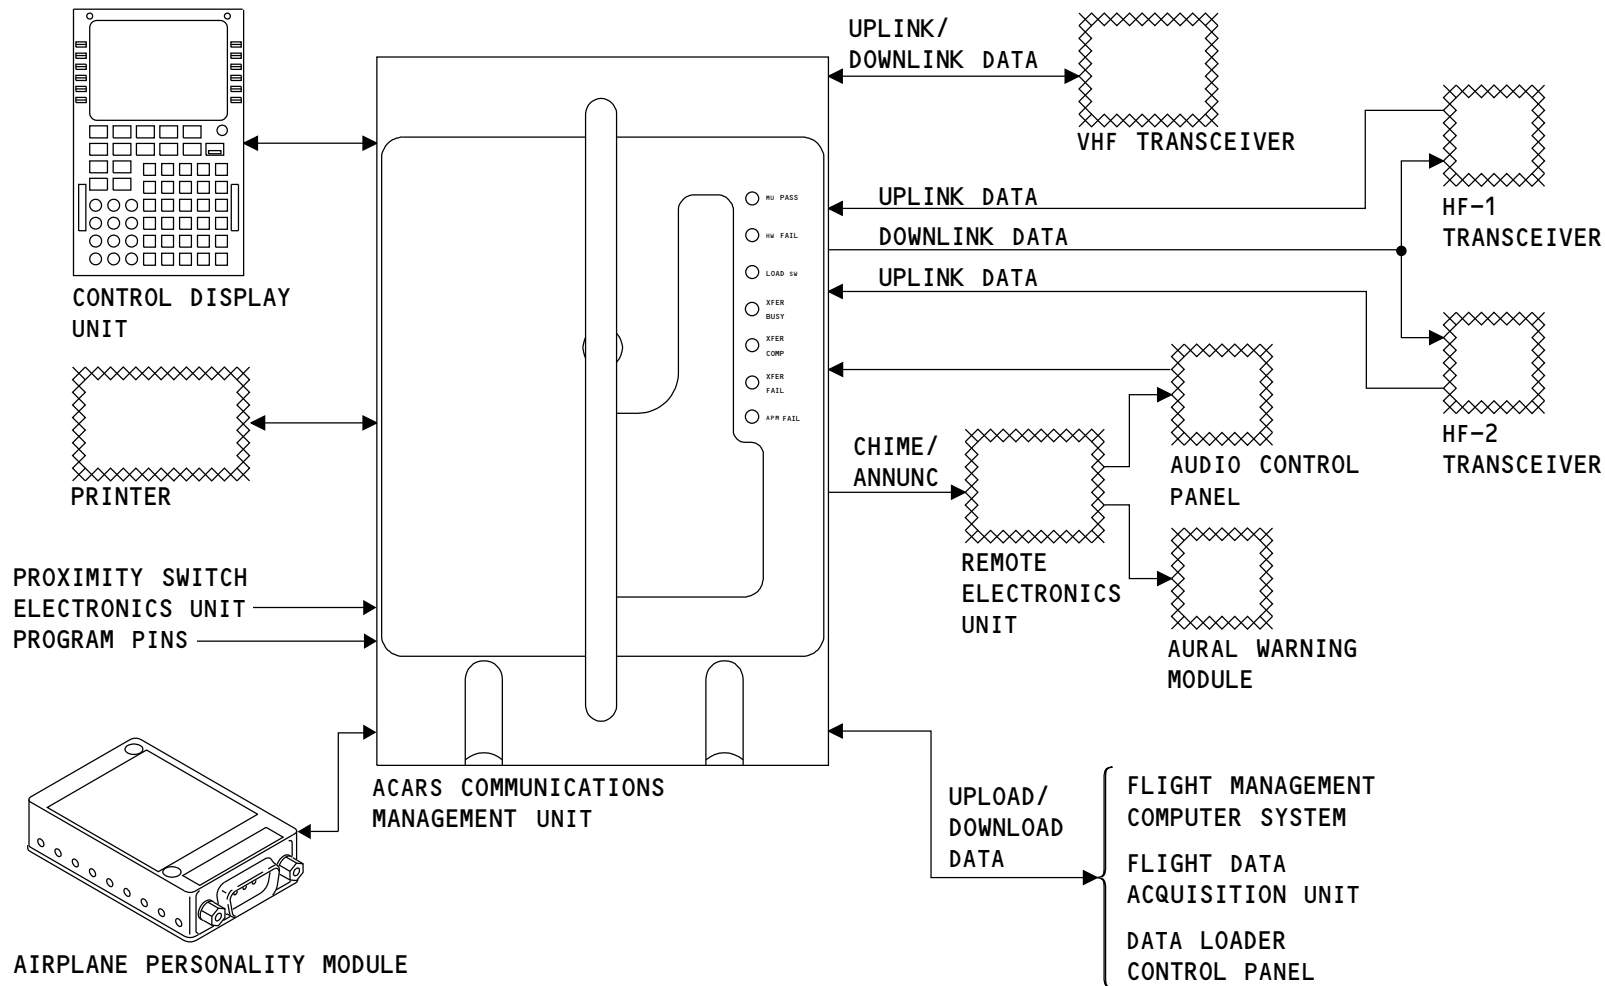 UPLINK/
DOWNLINK DATA
VHF TRANSCEIVER
UPLINK DATA
HF-1
TRANSCEIVER
DOWNLINK DATA
UPLINK DATA
HF-2
TRANSCEIVER
CONTROL DISPLAY
UNIT
MU PASS
HW FAIL
LOAD SW
XFER
BUSY
XFER
COMP
XFER
FAIL
APM FAIL
PRINTER
CHIME/
ANNUNC
AUDIO CONTROL
PANEL
REMOTE
ELECTRONICS
UNIT
AURAL WARNING
MODULE
PROXIMITY SWITCH
ELECTRONICS UNIT
PROGRAM PINS
ACARS COMMUNICATIONS
MANAGEMENT UNIT
UPLOAD/
DOWNLOAD
DATA
FLIGHT MANAGEMENT
COMPUTER SYSTEM
FLIGHT DATA
ACQUISITION UNIT
DATA LOADER
CONTROL PANEL
AIRPLANE PERSONALITY MODULE